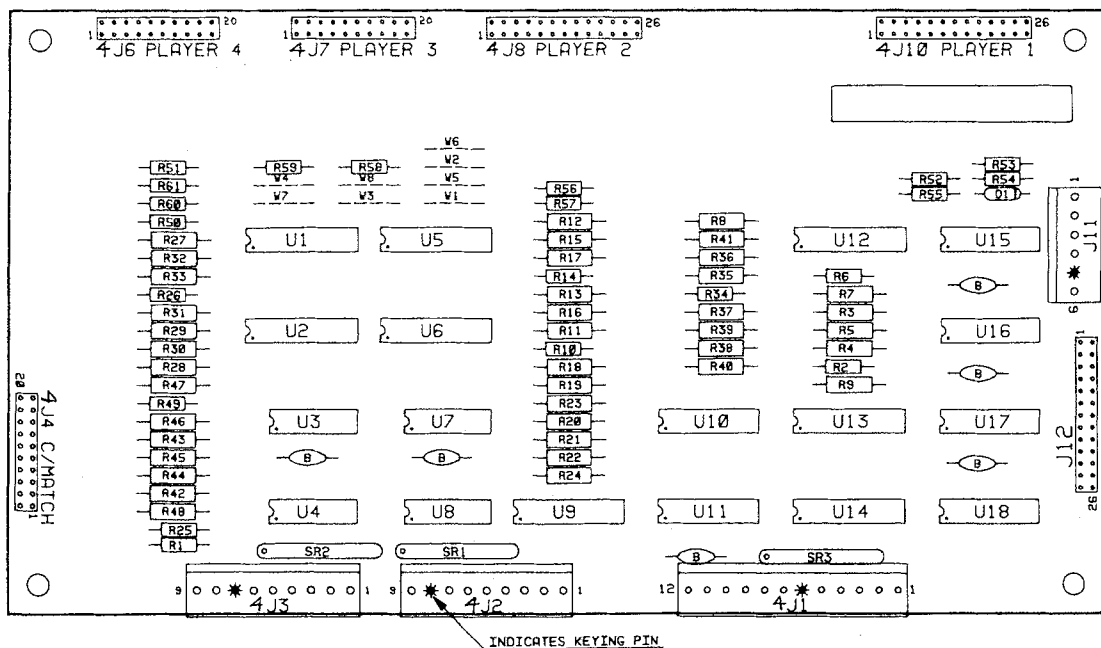 1 20 1 20 1 26 1 26
4J6 PLAYER 4 4J7 PLAYER 3 4J8 PLAYER 2 4J10 PLAYER 1
W6
R51 R59 R58 W2 R53
W4 W8 W5 R52 R54
R61 R56
R60 W7 W3 W1 R57 R55 Q1 1
R50 R12 R8
R27 U1 U5 R15 R41 U12 U15 J11
R32 R17 R36
R33 R14 R35 R6 B
R26 R13 R34 R7
R31 R16 R37 R3 6
R29 U2 U6 R11 R39 R5 U16
R30 R10 R38 R4 1
R28 R18 R40 R2 B
R47 R19 R9
20 R49 R23
4J4 C/MATCH R46 U3 U7 R20 U10 U13 U17
R43 R21 J12
R45 B B R22 B
R44 R24
R42 26
1 R48 U4 U8 U9 U11 U14 U18
R25
R1 SR2 SR1 B SR3
9 1 9 1 12 1
4J3 4J2 4J1
INDICATES KEYING PIN